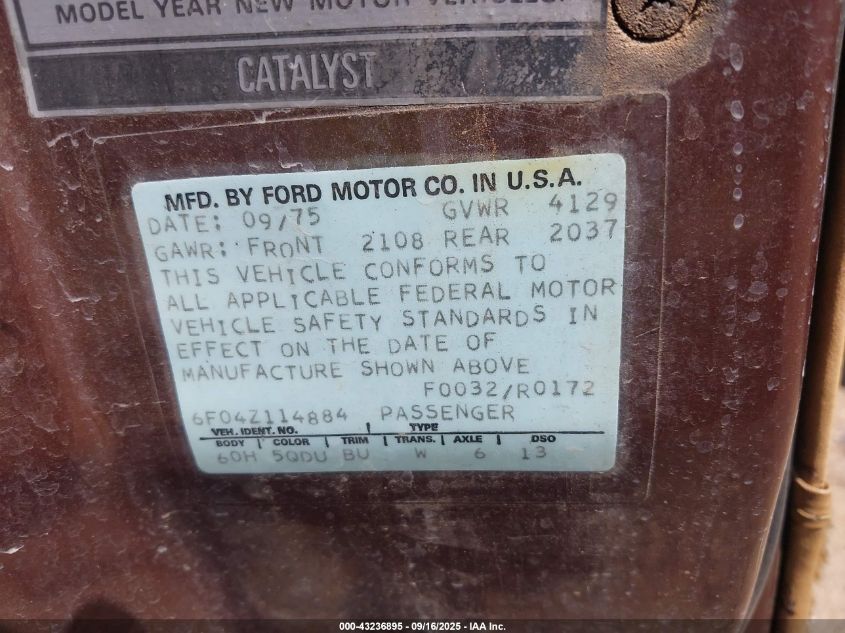 MODEL YEAR NEW MOTOR VEHICLES.
CATALYST
MFD. BY FORD MOTOR CO. IN U.S.A.
DATE: 09/75 GVWR 4129
GAWR: FRONT 2108 REAR 2037
THIS VEHICLE CONFORMS TO
ALL APPLICABLE FEDERAL MOTOR
VEHICLE SAFETY STANDARDS IN
EFFECT ON THE DATE OF
MANUFACTURE SHOWN ABOVE
F0032/R0172
6F04Z114884 PASSENGER
VEH. IDENT. NO. TYPE
BODY COLOR TRIM TRANS. AXLE DSO
60H 5QDU BU W 6 13
000-43236895 - 09/16/2025 - IAA Inc.